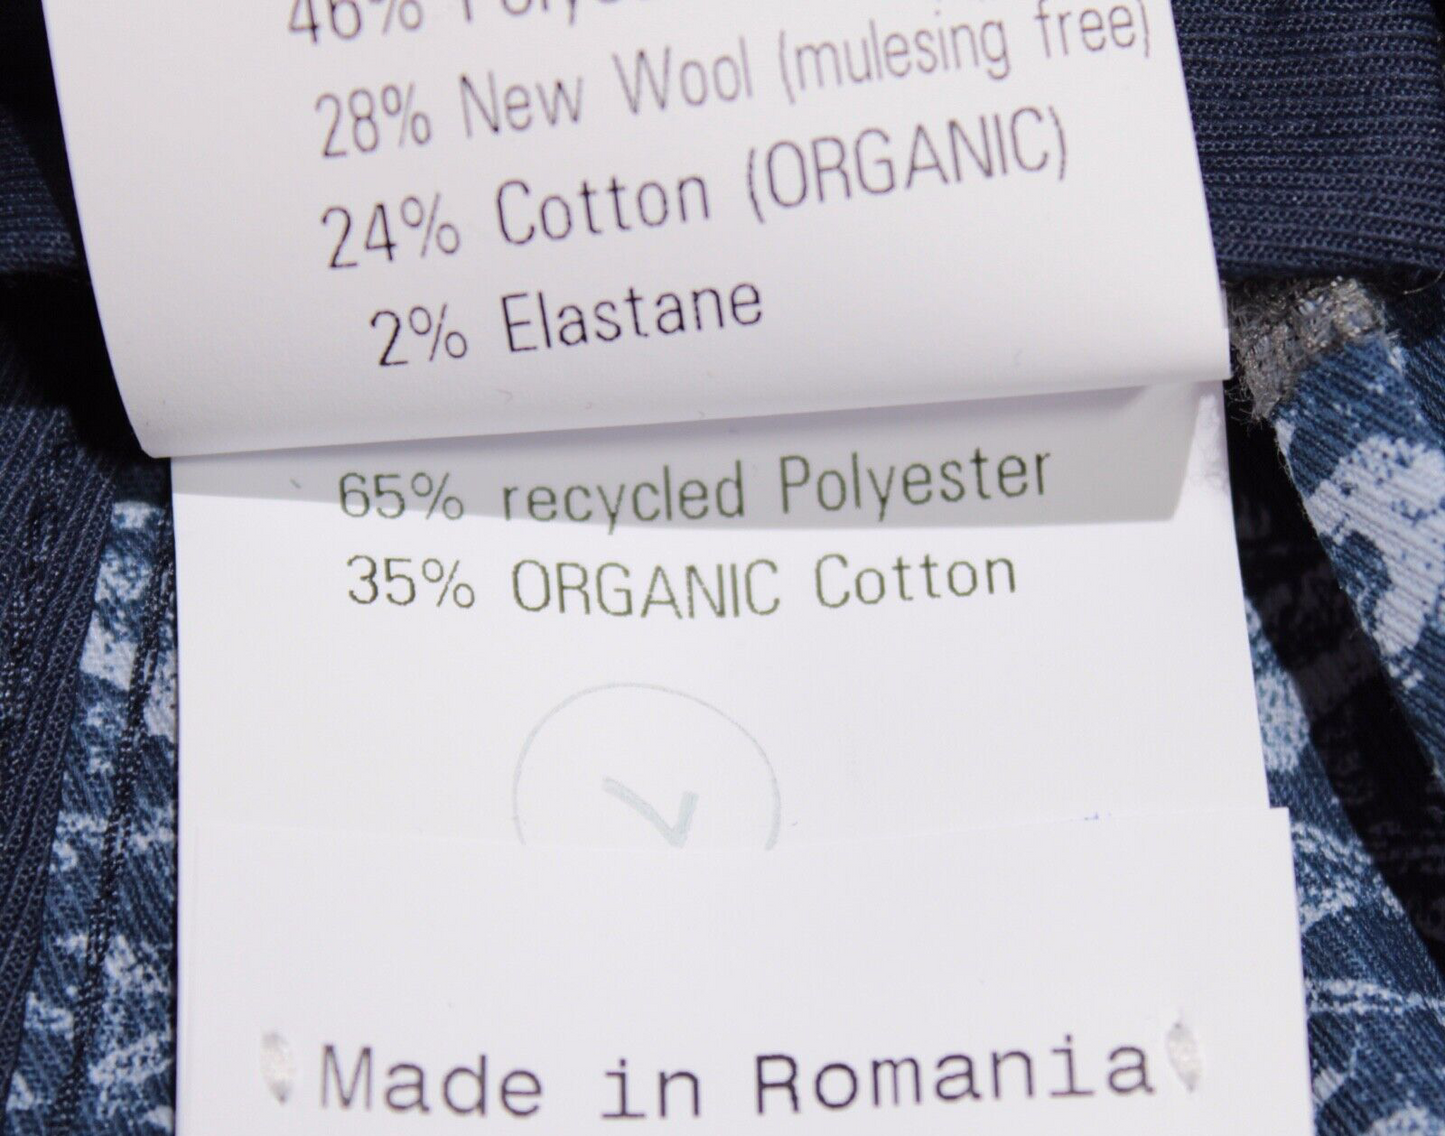 46%
28% New Wool (mulesing free)
24% Cotton (ORGANIC)
2% Elastane
65% recycled Polyester
35% ORGANIC Cotton
Made in Romania